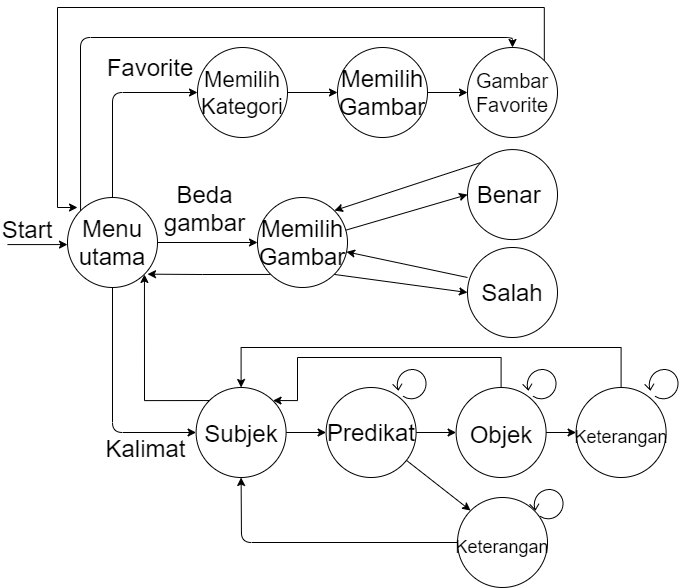 Favorite
Memilih
Kategori
Memilih
Gambar
Gambar
Favorite
Start
Menu
utama
Beda
gambar
Memilih
Gambar
Benar
Salah
Kalimat
Subjek
Predikat
Objek
Keterangan
Keterangan